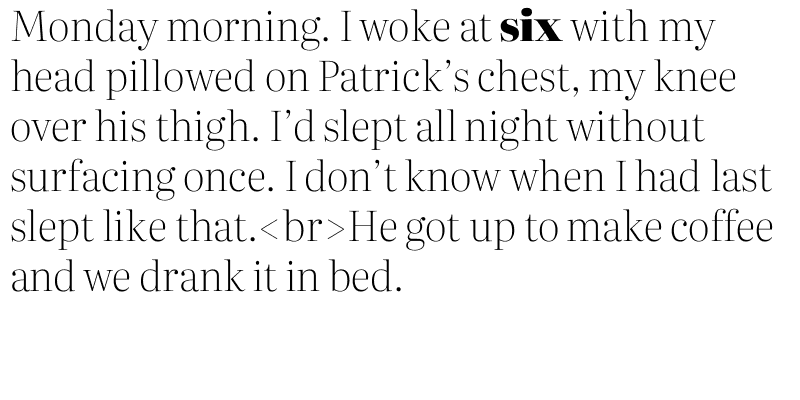 Monday morning. I woke at six with my
head pillowed on Patrick’s chest, my knee
over his thigh. I’d slept all night without
surfacing once. I don’t know when I had last
slept like that.<br>He got up to make coffee
and we drank it in bed.